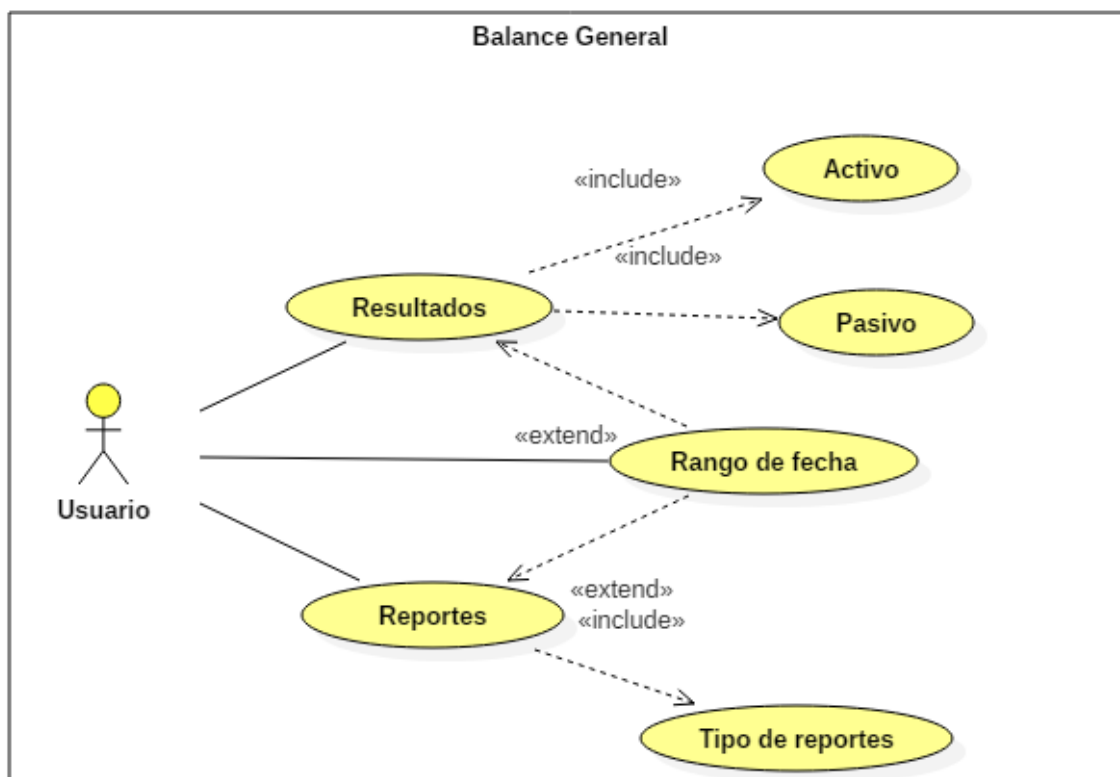 Balance General
Activo
«include»
«include»
Resultados
Pasivo
«extend»
Rango de fecha
Usuario
«extend»
Reportes
«include»
Tipo de reportes